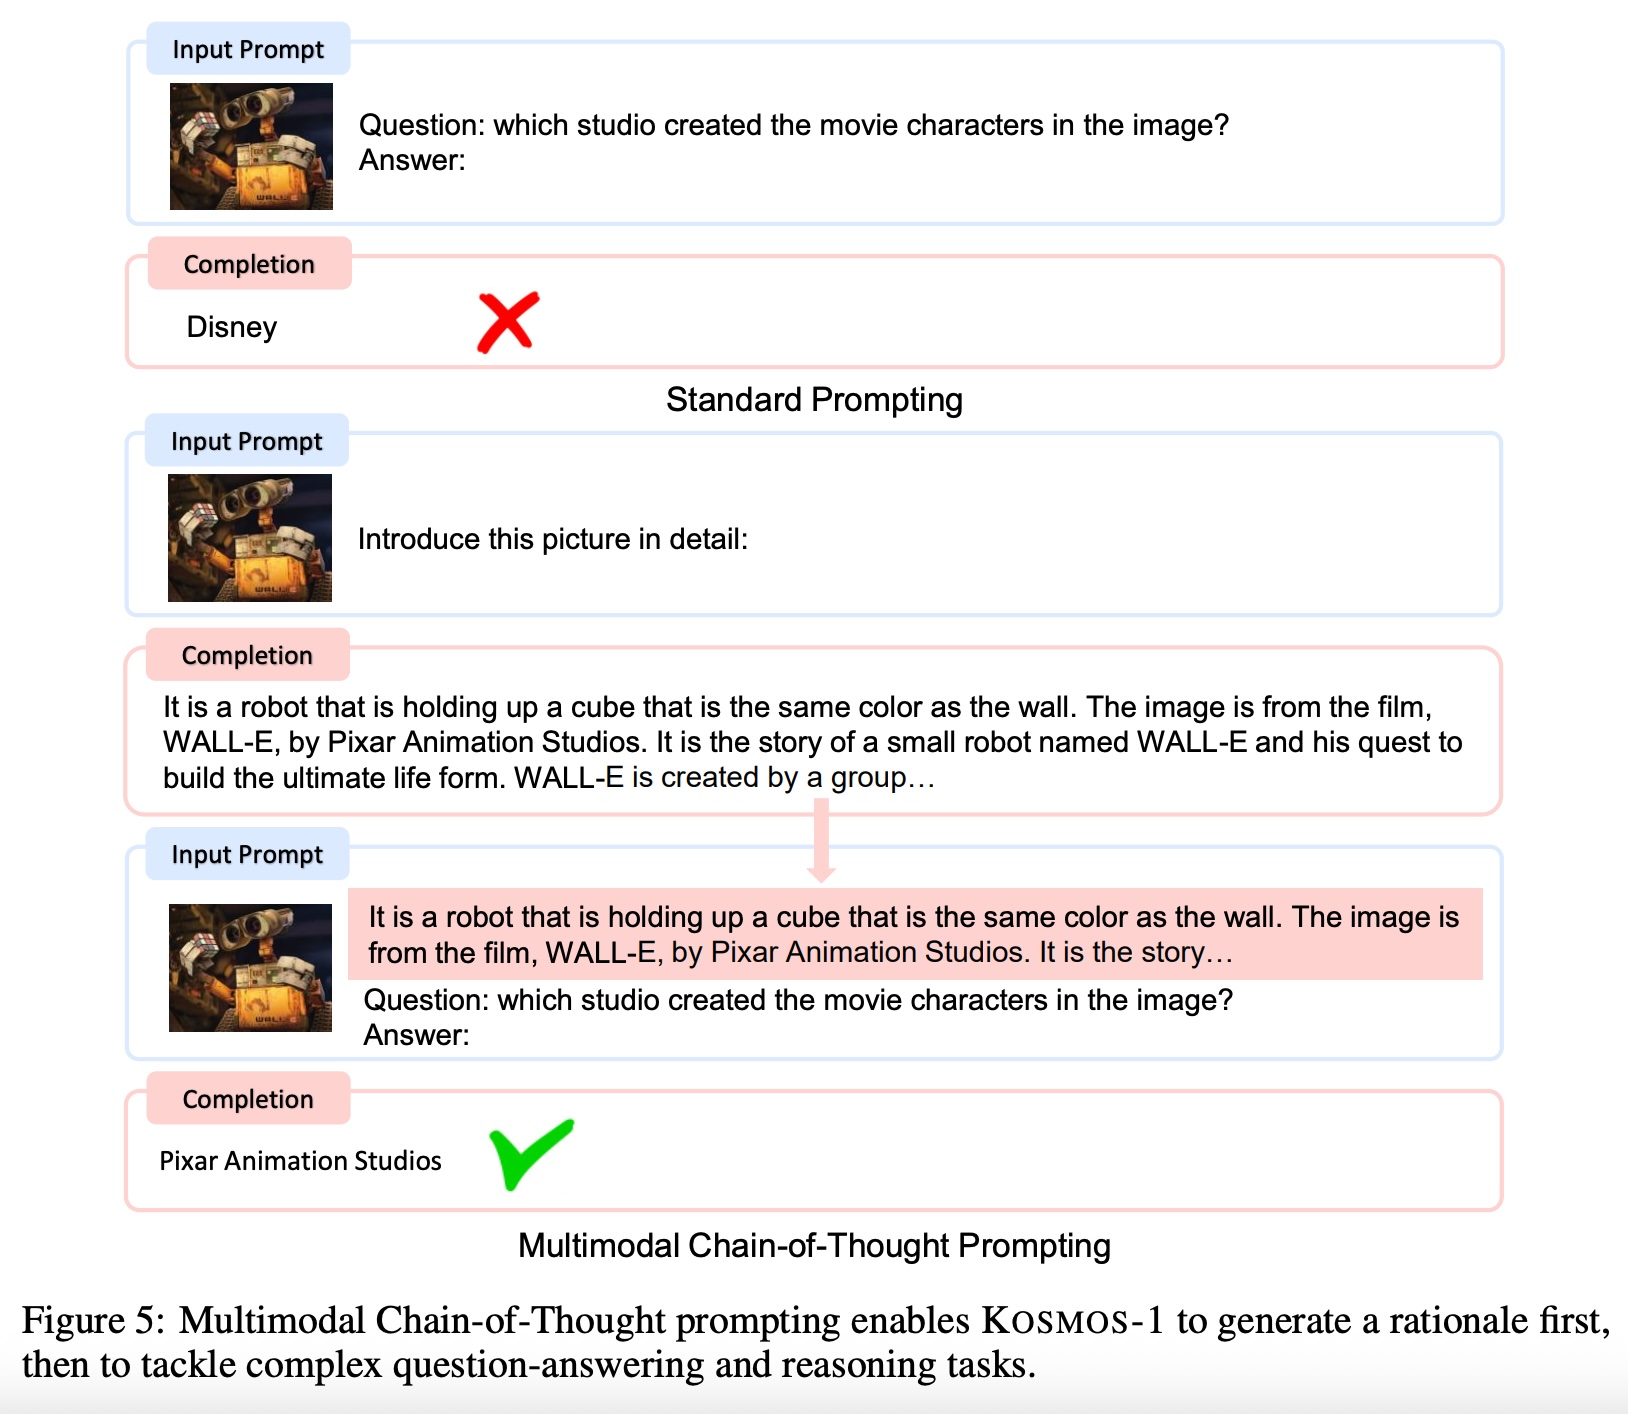 Input Prompt
Question: which studio created the movie characters in the image?
Answer:
WALL·E
Completion
Disney
Standard Prompting
Input Prompt
Introduce this picture in detail:
WALL·E
Completion
It is a robot that is holding up a cube that is the same color as the wall. The image is from the film,
WALL-E, by Pixar Animation Studios. It is the story of a small robot named WALL-E and his quest to
build the ultimate life form. WALL-E is created by a group…
Input Prompt
It is a robot that is holding up a cube that is the same color as the wall. The image is
from the film, WALL-E, by Pixar Animation Studios. It is the story…
Question: which studio created the movie characters in the image?
Answer:
WALL·E
Completion
Pixar Animation Studios
Multimodal Chain-of-Thought Prompting
Figure 5: Multimodal Chain-of-Thought prompting enables KOSMOS-1 to generate a rationale first,
then to tackle complex question-answering and reasoning tasks.